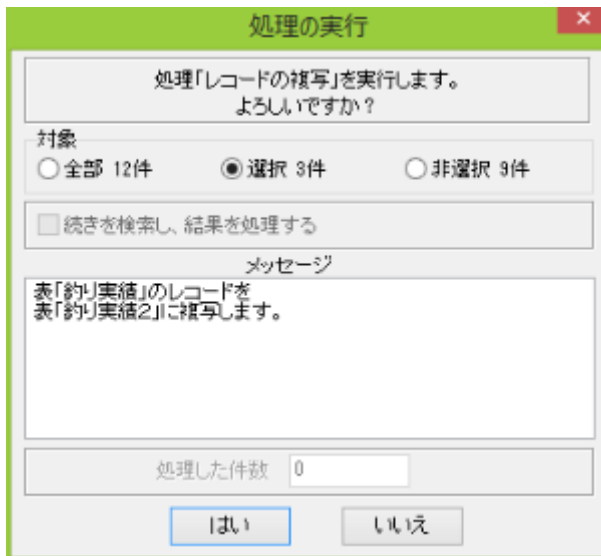 処理の実行
処理「レコードの複写」を実行します。
よろしいですか?
対象
全部 12件 選択 3件 非選択 9件
続きを検索し、結果を処理する
メッセージ
表「釣り実績」のレコードを
表「釣り実績2」に複写します。
処理した件数 0
はい いいえ